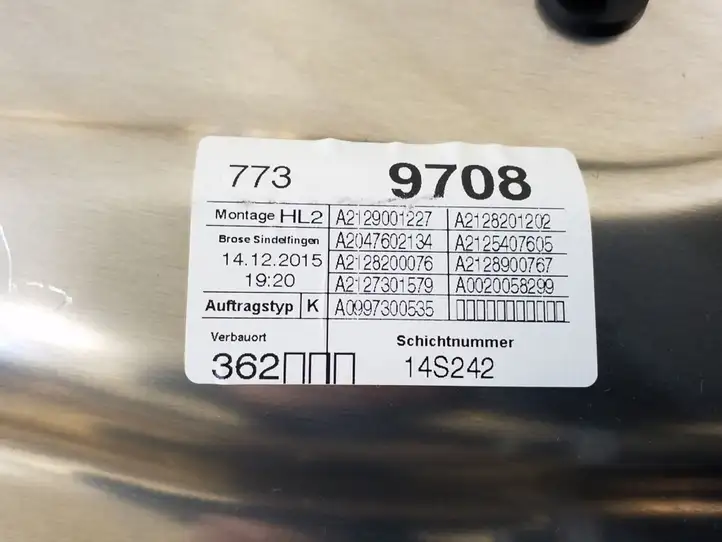 773 9708
Montage HL2 A2129001227 A2128201202
Brose Sindelfingen A2047602134 A2125407605
14.12.2015 A2128200076 A2128900767
19:20 A2127301579 A0020058299
Auftragstyp K A0997300535 ▯▯▯▯▯▯▯▯▯▯▯
Verbauort Schichtnummer
362▯▯▯ 14S242